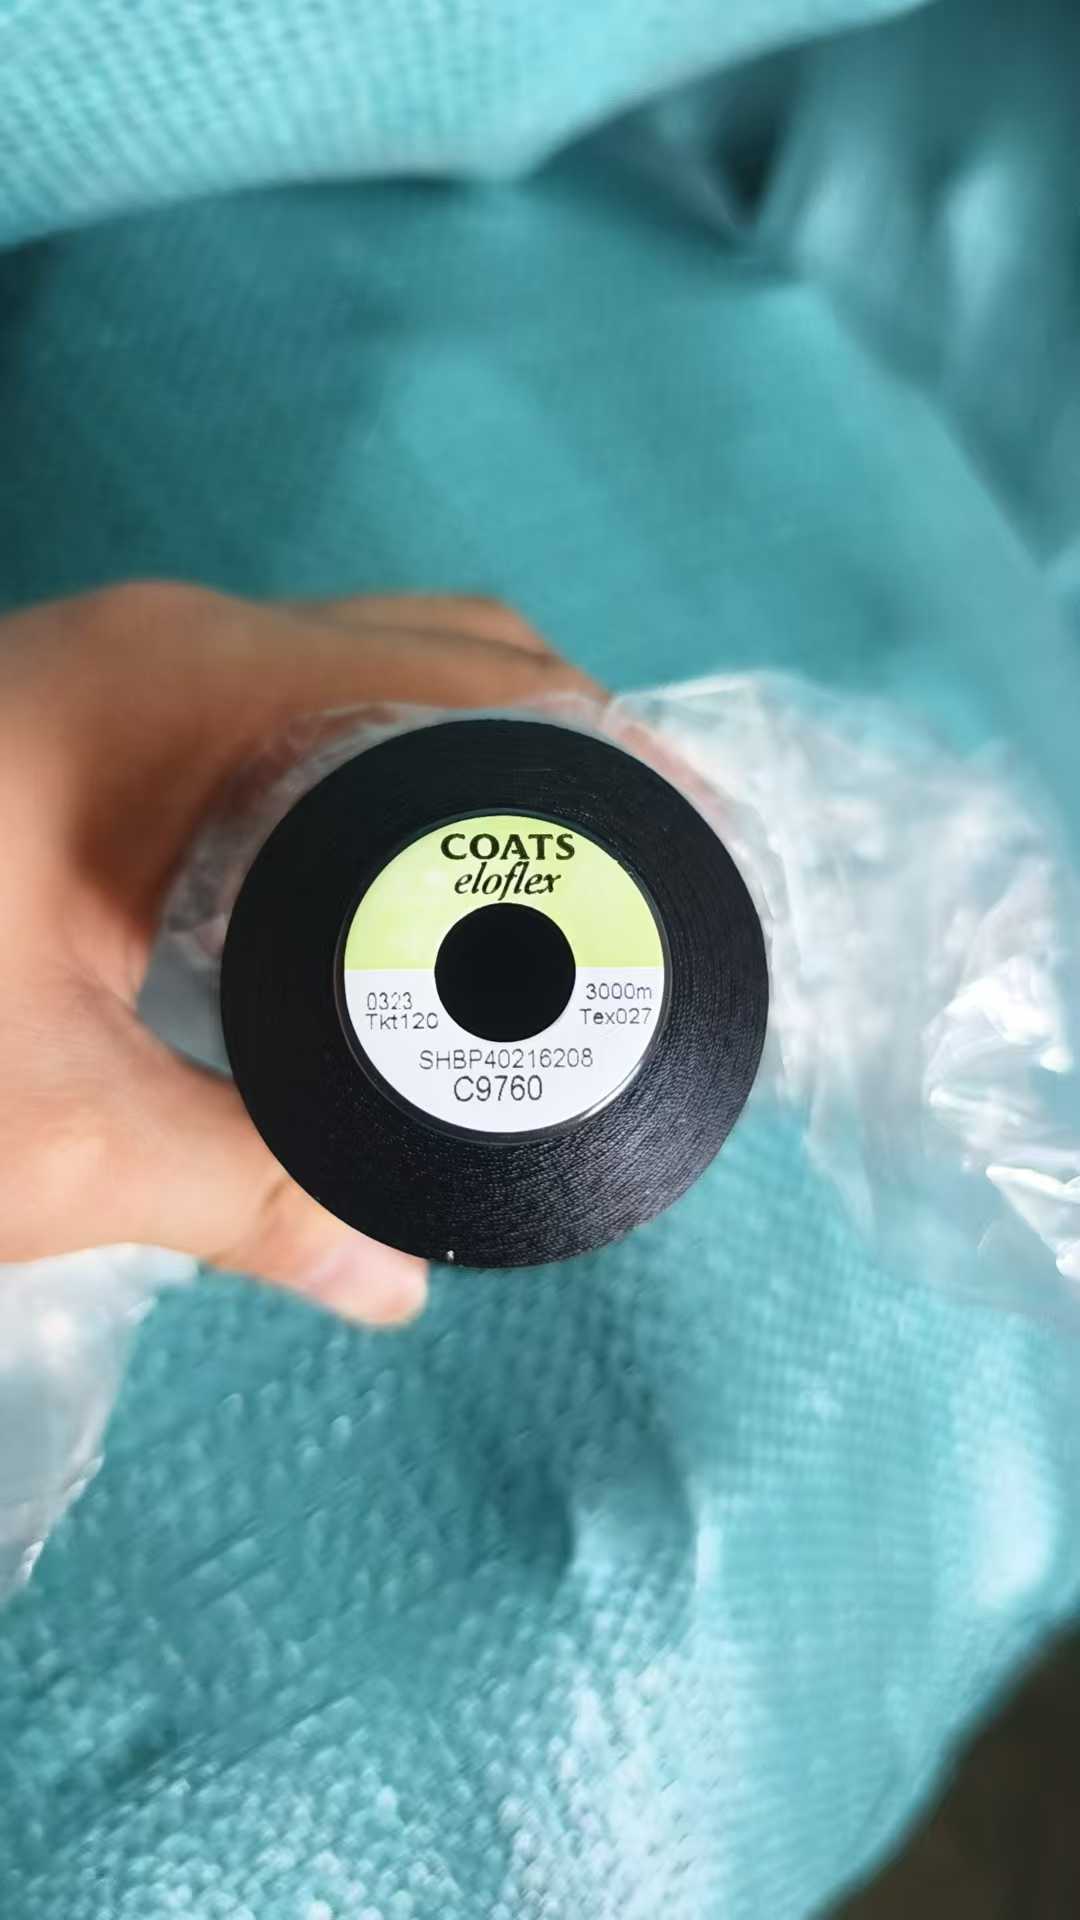 COATS
eloflex
0323 3000m
Tkt120 Tex027
SHBP40216208
C9760